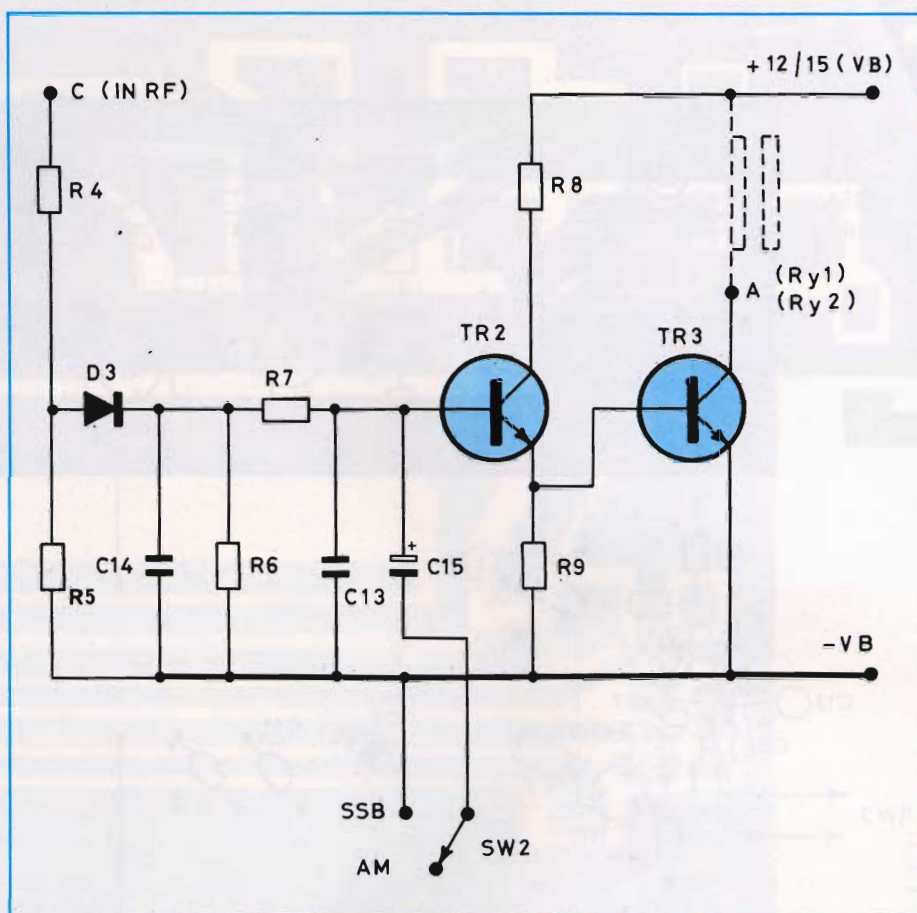 +12/15 (VB)
C (IN RF)
R4
R8
(Ry1)
A (Ry2)
TR2
TR3
D3
R7
C14
R6
C15
+
R5
C13
R9
-VB
SSB
SW2
AM